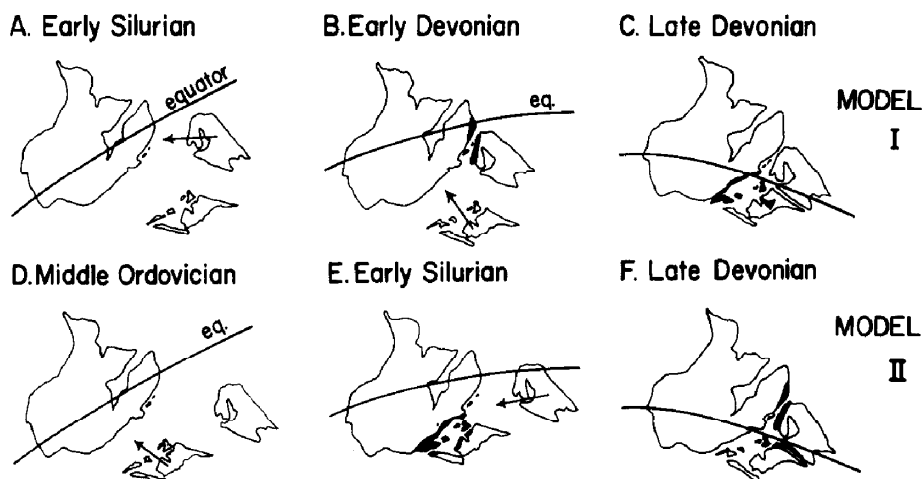 A. Early Silurian
B. Early Devonian
C. Late Devonian
equator
eq.
MODEL
I
D. Middle Ordovician
E. Early Silurian
F. Late Devonian
eq.
MODEL
II